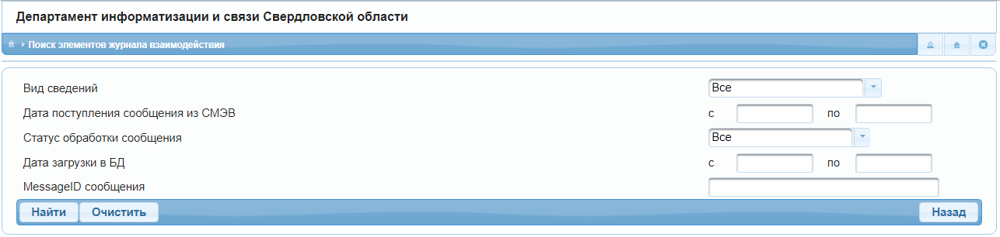 Департамент информатизации и связи Свердловской области
Поиск элементов журнала взаимодействия
Вид сведений Все
Дата поступления сообщения из СМЭВ с по
Статус обработки сообщения Все
Дата загрузки в БД с по
MessageID сообщения
Найти Очистить Назад